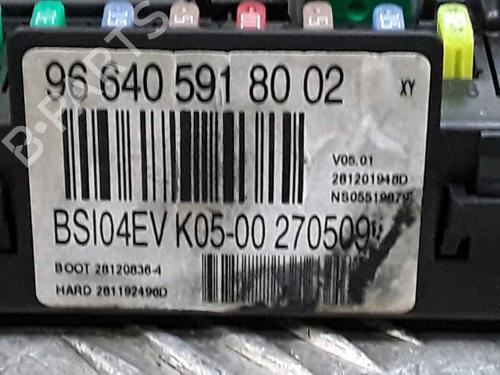 96 640 591 80 02
XY
V05.01
281201948D
BSI04EV K05-00 270509
BOOT 28120836-4
HARD 281192496D
B-PARTS